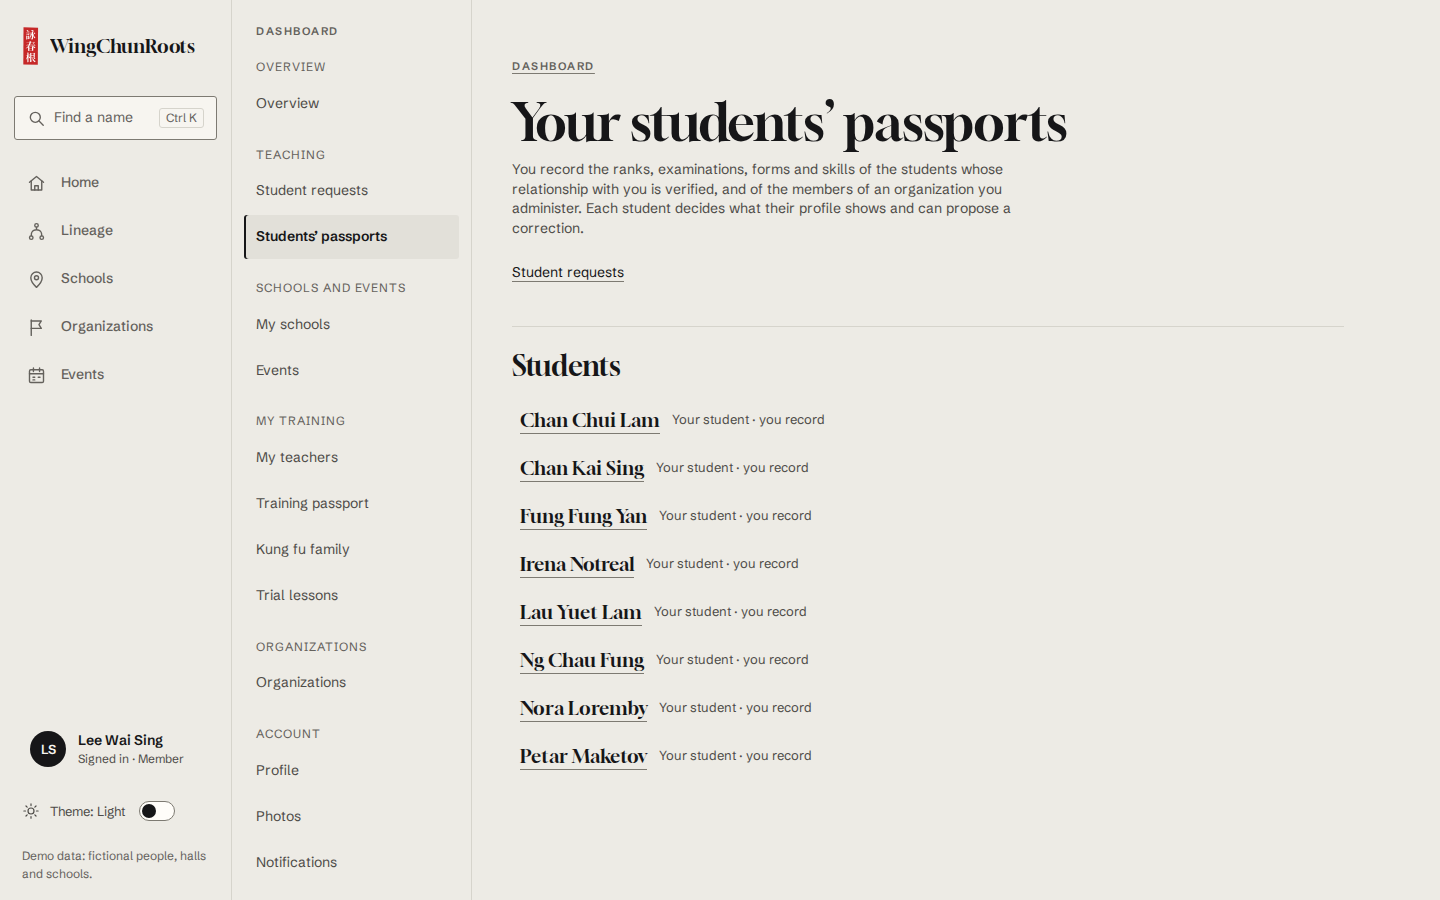 詠春根
WingChunRoots
Find a name
Ctrl K
Home
Lineage
Schools
Organizations
Events
LS
Lee Wai Sing
Signed in · Member
Theme: Light
Demo data: fictional people, halls
and schools.
DASHBOARD
OVERVIEW
Overview
TEACHING
Student requests
Students’ passports
SCHOOLS AND EVENTS
My schools
Events
MY TRAINING
My teachers
Training passport
Kung fu family
Trial lessons
ORGANIZATIONS
Organizations
ACCOUNT
Profile
Photos
Notifications
DASHBOARD
Your students’ passports
You record the ranks, examinations, forms and skills of the students whose
relationship with you is verified, and of the members of an organization you
administer. Each student decides what their profile shows and can propose a
correction.
Student requests
Students
Chan Chui Lam Your student · you record
Chan Kai Sing Your student · you record
Fung Fung Yan Your student · you record
Irena Notreal Your student · you record
Lau Yuet Lam Your student · you record
Ng Chau Fung Your student · you record
Nora Loremby Your student · you record
Petar Maketov Your student · you record